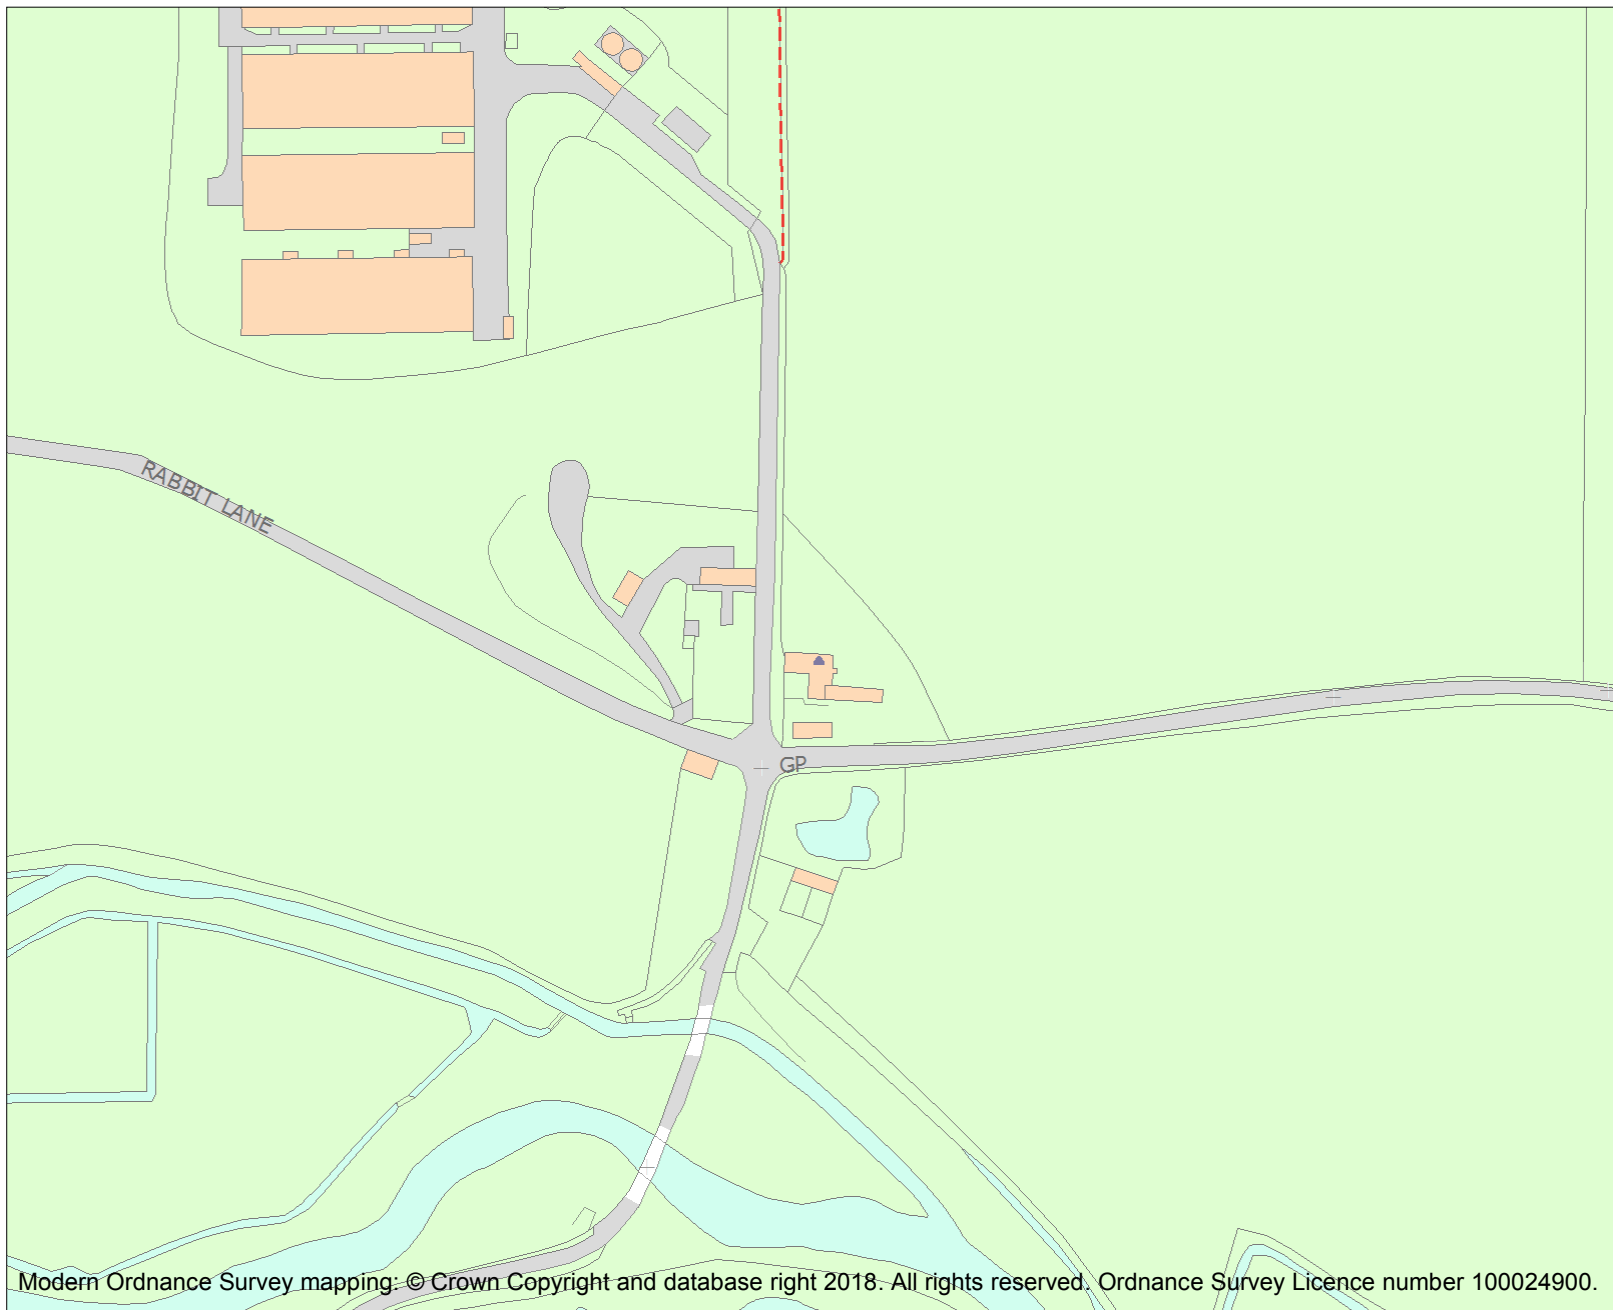 RABBIT LANE
GP
Modern Ordnance Survey mapping: © Crown Copyright and database right 2018. All rights reserved. Ordnance Survey Licence number 100024900.